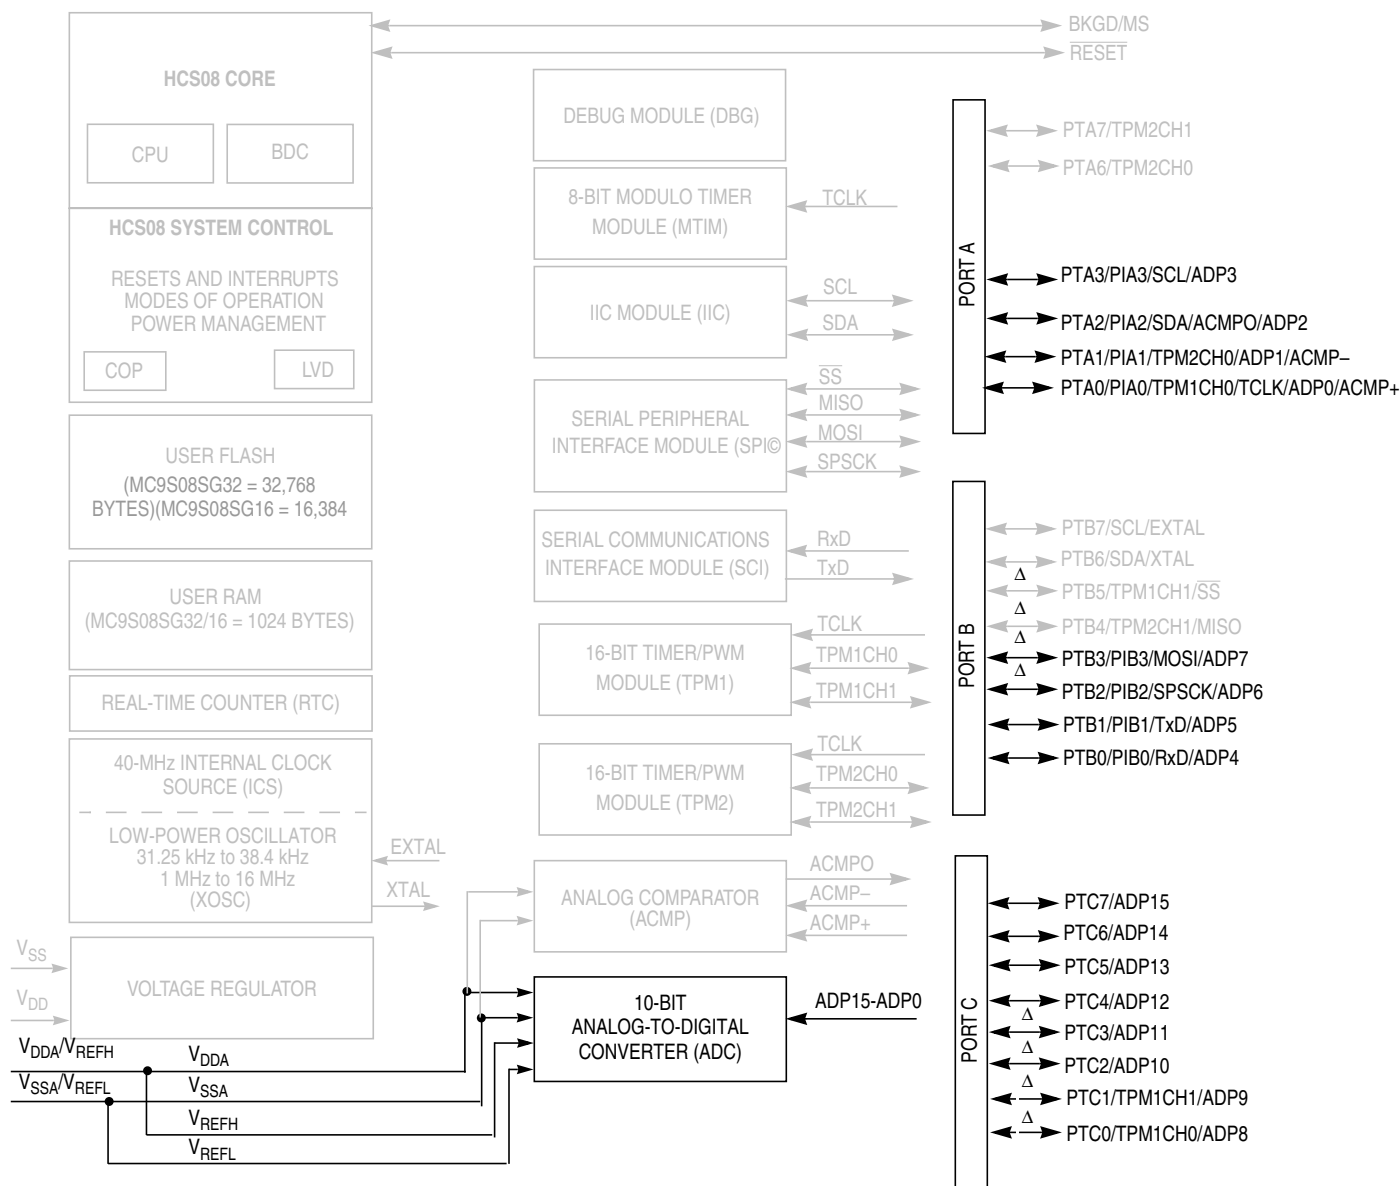 BKGD/MS
RESET
HCS08 CORE
CPU
BDC
HCS08 SYSTEM CONTROL
RESETS AND INTERRUPTS
MODES OF OPERATION
POWER MANAGEMENT
COP
LVD
USER FLASH
(MC9S08SG32 = 32,768
BYTES)(MC9S08SG16 = 16,384
USER RAM
(MC9S08SG32/16 = 1024 BYTES)
REAL-TIME COUNTER (RTC)
40-MHz INTERNAL CLOCK
SOURCE (ICS)
LOW-POWER OSCILLATOR
31.25 kHz to 38.4 kHz
1 MHz to 16 MHz
(XOSC)
EXTAL
XTAL
VSS
VDD
VOLTAGE REGULATOR
VDDA/VREFH
VDDA
VSSA/VREFL
VSSA
VREFH
VREFL
DEBUG MODULE (DBG)
8-BIT MODULO TIMER
MODULE (MTIM)
TCLK
IIC MODULE (IIC)
SCL
SDA
SERIAL PERIPHERAL
INTERFACE MODULE (SPI©
SS
MISO
MOSI
SPSCK
SERIAL COMMUNICATIONS
INTERFACE MODULE (SCI)
RxD
TxD
16-BIT TIMER/PWM
MODULE (TPM1)
TCLK
TPM1CH0
TPM1CH1
16-BIT TIMER/PWM
MODULE (TPM2)
TCLK
TPM2CH0
TPM2CH1
ANALOG COMPARATOR
(ACMP)
ACMPO
ACMP–
ACMP+
10-BIT
ANALOG-TO-DIGITAL
CONVERTER (ADC)
ADP15-ADP0
PORT A
PTA7/TPM2CH1
PTA6/TPM2CH0
PTA3/PIA3/SCL/ADP3
PTA2/PIA2/SDA/ACMPO/ADP2
PTA1/PIA1/TPM2CH0/ADP1/ACMP–
PTA0/PIA0/TPM1CH0/TCLK/ADP0/ACMP+
PORT B
PTB7/SCL/EXTAL
PTB6/SDA/XTAL
Δ
PTB5/TPM1CH1/SS
Δ
PTB4/TPM2CH1/MISO
Δ
PTB3/PIB3/MOSI/ADP7
Δ
PTB2/PIB2/SPSCK/ADP6
PTB1/PIB1/TxD/ADP5
PTB0/PIB0/RxD/ADP4
PORT C
PTC7/ADP15
PTC6/ADP14
PTC5/ADP13
PTC4/ADP12
Δ
PTC3/ADP11
Δ
PTC2/ADP10
Δ
PTC1/TPM1CH1/ADP9
Δ
PTC0/TPM1CH0/ADP8